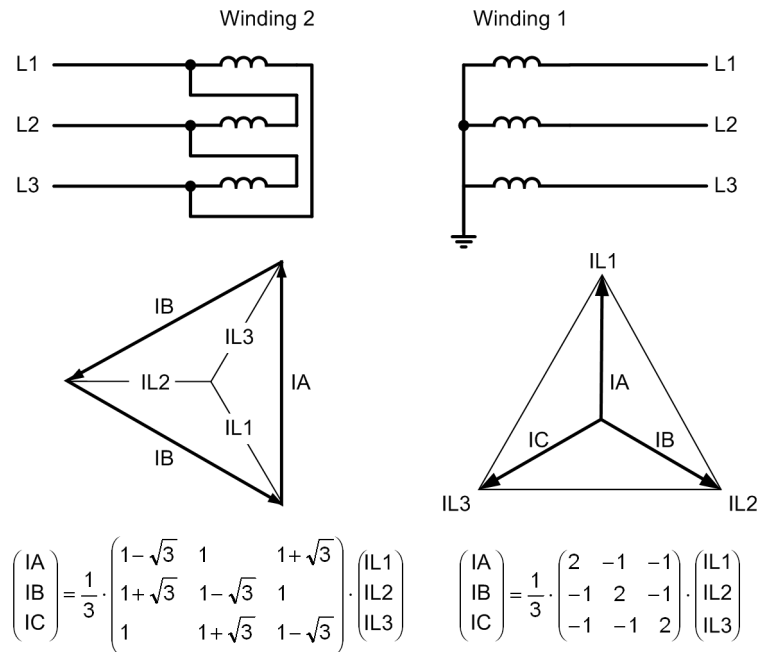 Winding 2
Winding 1
L1
L1
L2
L2
L3
L3
IB
IL3
IL2
IA
IL1
IB
IL1
IA
IC
IB
IL3
IL2
(IA IB IC) = 1/3 · (1−√3 1 1+√3
1+√3 1−√3 1
1 1+√3 1−√3) · (IL1 IL2 IL3)
(IA IB IC) = 1/3 · (2 −1 −1
−1 2 −1
−1 −1 2) · (IL1 IL2 IL3)